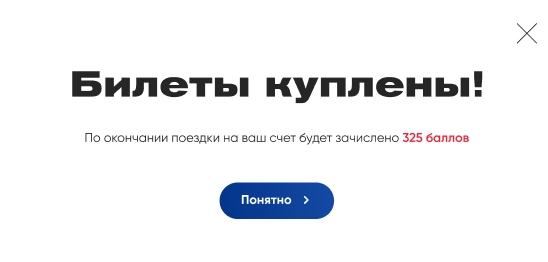 Билеты куплены!
По окончании поездки на ваш счет будет зачислено 325 баллов
Понятно